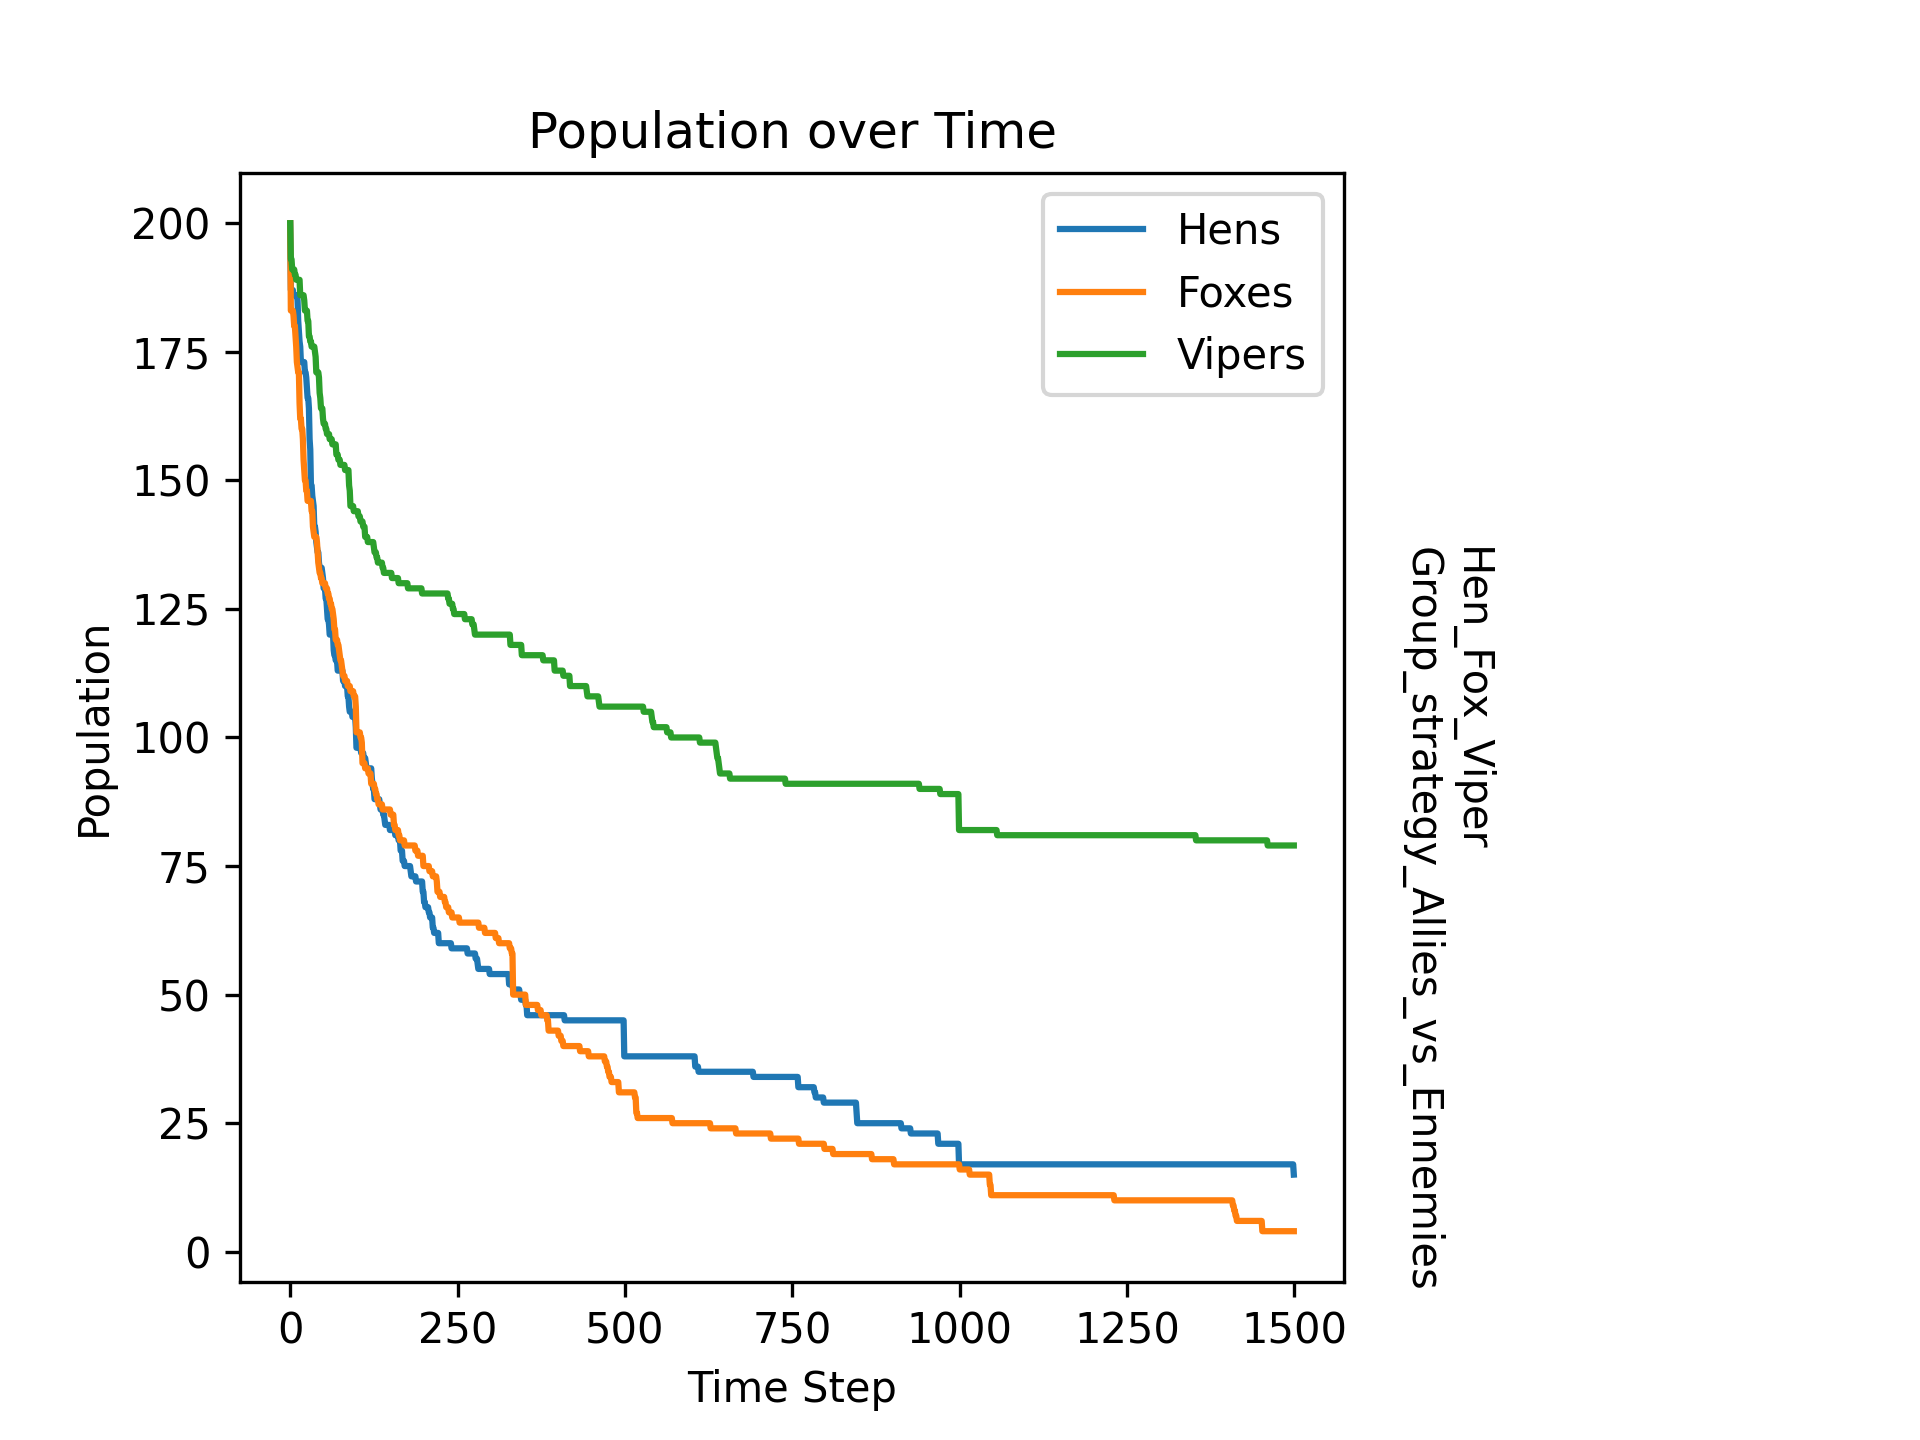 Population over Time
Hens
Foxes
Vipers
Population
200
175
150
125
100
75
50
25
0
0 250 500 750 1000 1250 1500
Time Step
Hen_Fox_Viper
Group_strategy_Allies_vs_Ennemies